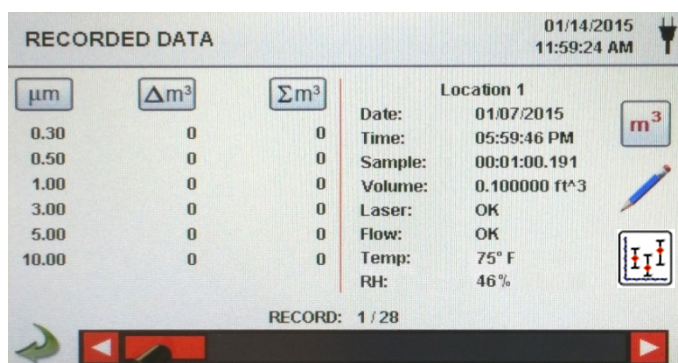 RECORDED DATA
01/14/2015
11:59:24 AM
µm Δm³ Σm³
0.30 0 0
0.50 0 0
1.00 0 0
3.00 0 0
5.00 0 0
10.00 0 0
Location 1
Date: 01/07/2015
Time: 05:59:46 PM
Sample: 00:01:00.191
Volume: 0.100000 ft^3
Laser: OK
Flow: OK
Temp: 75° F
RH: 46%
m³
RECORD: 1 / 28